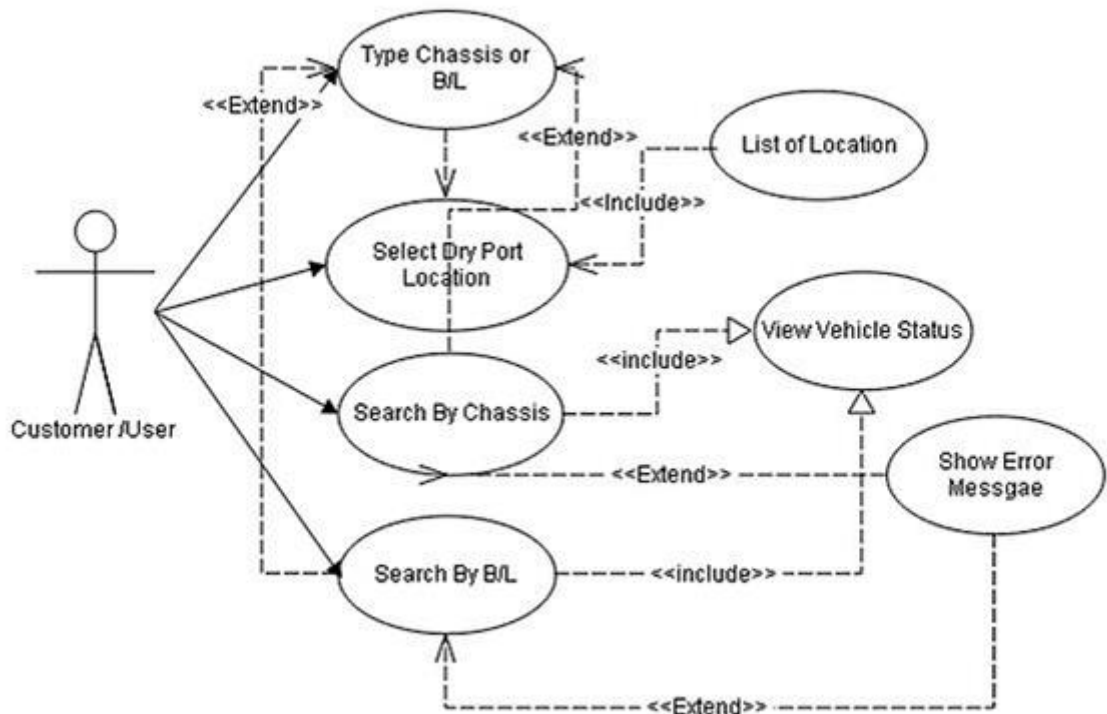 Type Chassis or
B/L
<<Extend>>
<<Extend>>
List of Location
<<Include>>
Select Dry Port
Location
View Vehicle Status
<<include>>
Search By Chassis
Customer /User
<<Extend>>
Show Error
Messgae
Search By B/L
<<include>>
<<Extend>>